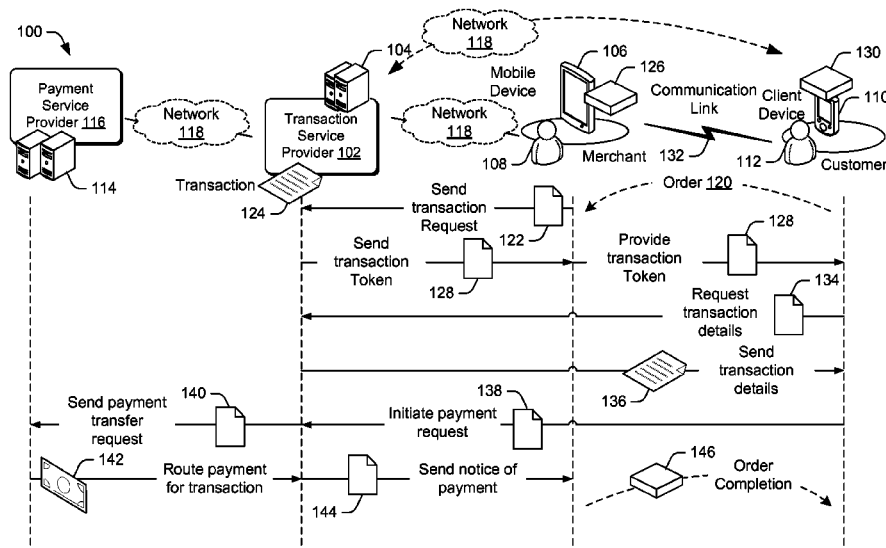 100
Payment
Service
Provider 116
114
Network
118
104
Transaction
Service
Provider 102
Transaction
124
Network
118
Network
118
Mobile
Device
106
126
108
Merchant
Communication
Link
132
130
110
Client
Device
112
Customer
Order 120
Send
transaction
Request
122
Send
transaction
Token
128
Provide
transaction
Token
128
Request
transaction
details
134
136
Send
transaction
details
Send payment
transfer
request
140
Initiate payment
request
138
142
Route payment
for transaction
144
Send notice of
payment
146
Order
Completion